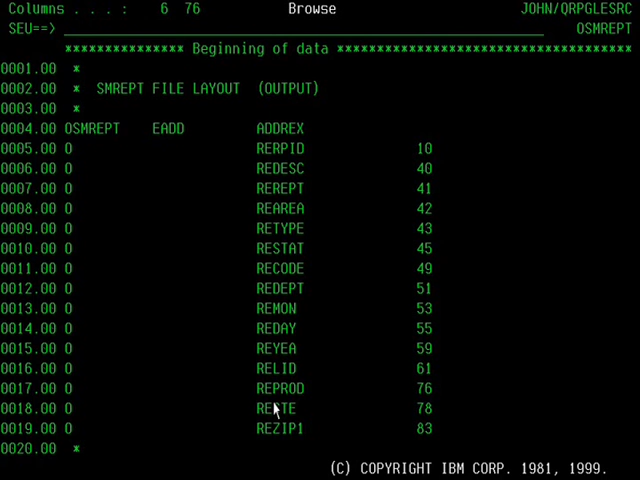 Columns . . . :    6  76            Browse                    JOHN/QRPGLESRC
SEU==>                                                               OSMREPT
*************** Beginning of data *************************************
0001.00  *
0002.00  *  SMREPT FILE LAYOUT  (OUTPUT)
0003.00  *
0004.00 OSMREPT    EADD         ADDREX
0005.00 O                       RERPID              10
0006.00 O                       REDESC              40
0007.00 O                       REREPT              41
0008.00 O                       REAREA              42
0009.00 O                       RETYPE              43
0010.00 O                       RESTAT              45
0011.00 O                       RECODE              49
0012.00 O                       REDEPT              51
0013.00 O                       REMON               53
0014.00 O                       REDAY               55
0015.00 O                       REYEA               59
0016.00 O                       RELID               61
0017.00 O                       REPROD              76
0018.00 O                                           78
0019.00 O                       REZIP1              83
0020.00  *
(C) COPYRIGHT IBM CORP. 1981, 1999.